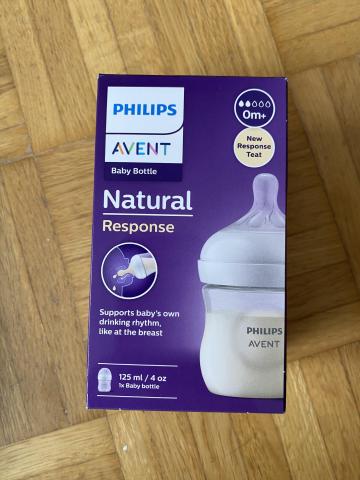 PHILIPS
AVENT
Baby Bottle
0m+
New
Response
Teat
Natural
Response
Supports baby's own
drinking rhythm,
like at the breast
PHILIPS
AVENT
125 ml / 4 oz
1x Baby bottle